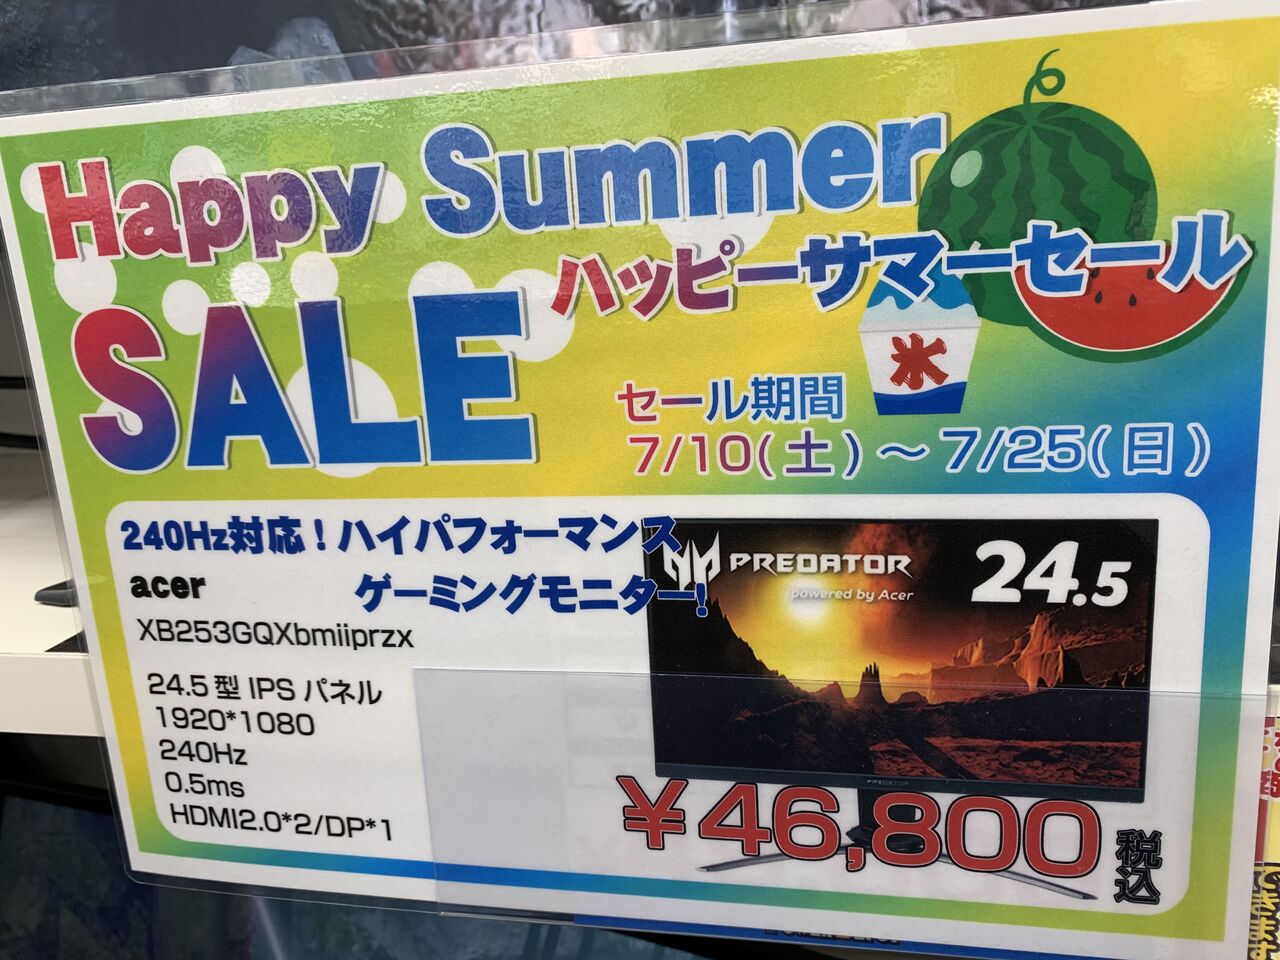 Happy Summer
SALE
ハッピーサマーセール
氷
セール期間
7/10(土)～7/25(日)
240Hz対応！ハイパフォーマンス
ゲーミングモニター!
acer
XB253GQXbmiiprzx
24.5型 IPSパネル
1920*1080
240Hz
0.5ms
HDMI2.0*2/DP*1
PREDATOR
powered by Acer
24.5
PREDATOR
￥46,800
税込